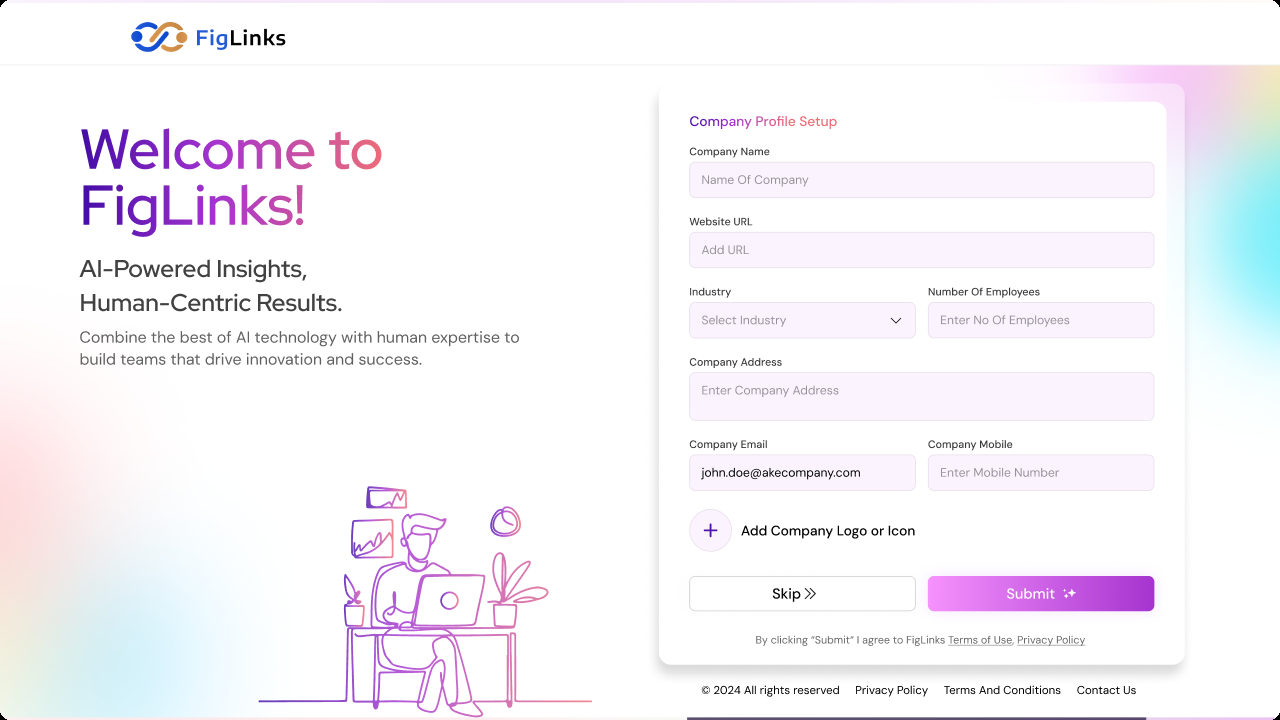 FigLinks
Welcome to
FigLinks!
AI-Powered Insights,
Human-Centric Results.
Combine the best of AI technology with human expertise to
build teams that drive innovation and success.
Company Profile Setup
Company Name
Name Of Company
Website URL
Add URL
Industry
Number Of Employees
Select Industry
Enter No Of Employees
Company Address
Enter Company Address
Company Email
Company Mobile
john.doe@akecompany.com
Enter Mobile Number
Add Company Logo or Icon
Skip
Submit
By clicking “Submit” I agree to FigLinks Terms of Use, Privacy Policy
© 2024 All rights reserved Privacy Policy Terms And Conditions Contact Us